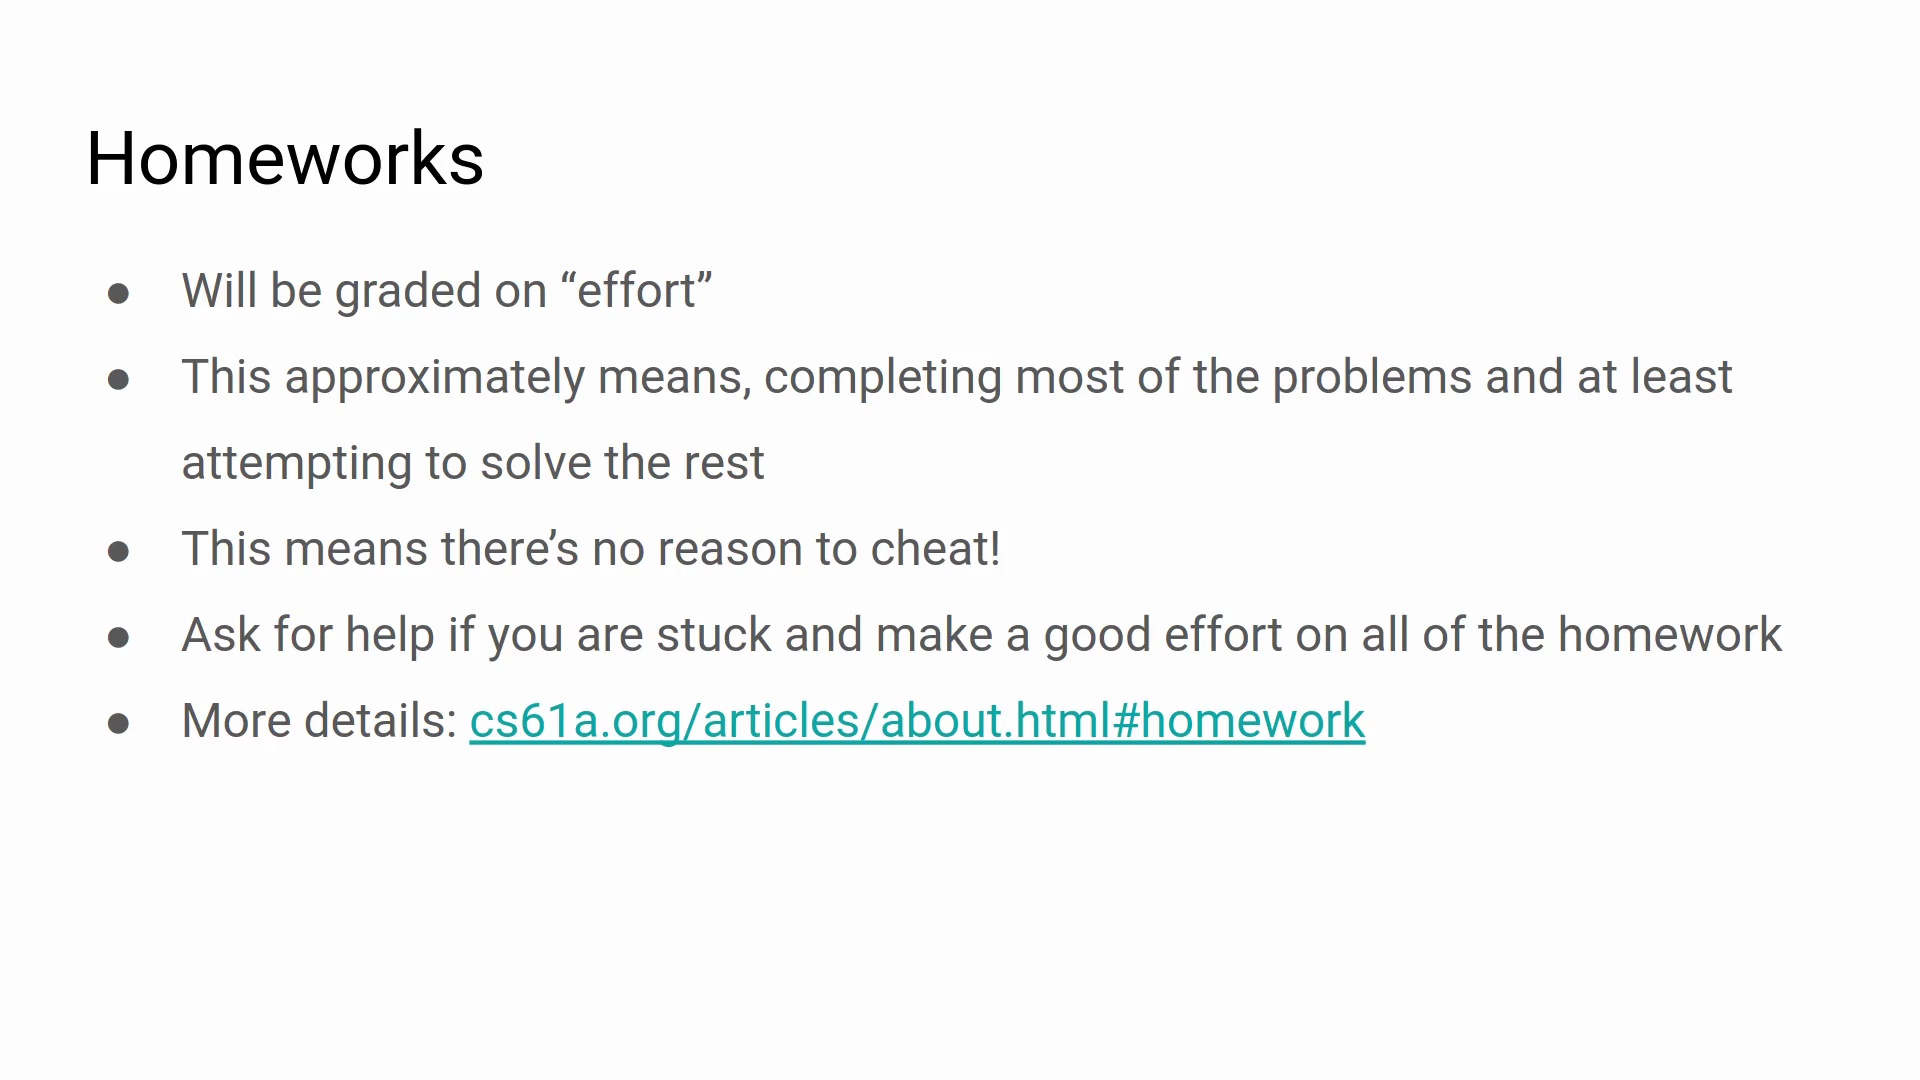 Homeworks
● Will be graded on “effort”
● This approximately means, completing most of the problems and at least
attempting to solve the rest
● This means there’s no reason to cheat!
● Ask for help if you are stuck and make a good effort on all of the homework
● More details: cs61a.org/articles/about.html#homework